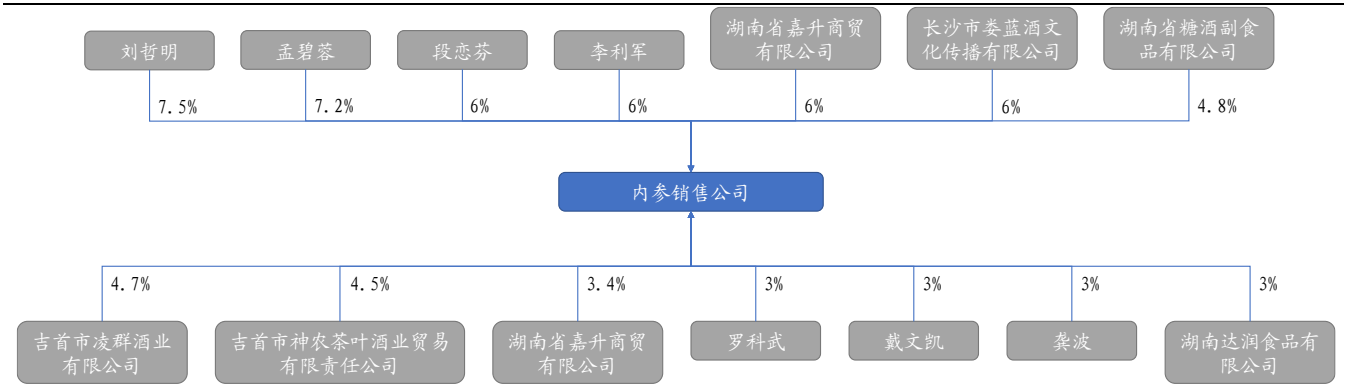 刘哲明
孟碧蓉
段恋芬
李利军
湖南省嘉升商贸
有限公司
长沙市娄蓝酒文
化传播有限公司
湖南省糖酒副食
品有限公司
7.5%
7.2%
6%
6%
6%
6%
4.8%
内参销售公司
4.7%
4.5%
3.4%
3%
3%
3%
3%
吉首市凌群酒业
有限公司
吉首市神农茶叶酒业贸易
有限责任公司
湖南省嘉升商贸
有限公司
罗科武
戴文凯
龚波
湖南达润食品有
限公司